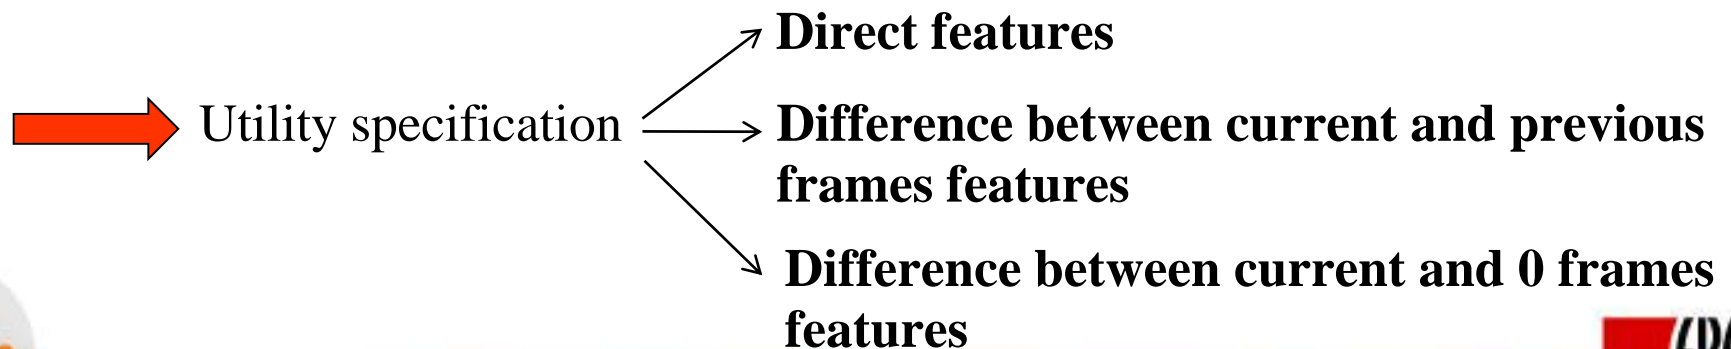 Direct features
Utility specification
Difference between current and previous
frames features
Difference between current and 0 frames
features